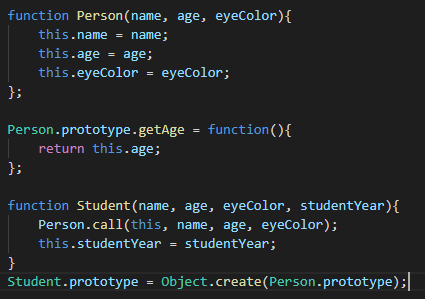 function Person(name, age, eyeColor){
    this.name = name;
    this.age = age;
    this.eyeColor = eyeColor;
};

Person.prototype.getAge = function(){
    return this.age;
};

function Student(name, age, eyeColor, studentYear){
    Person.call(this, name, age, eyeColor);
    this.studentYear = studentYear;
}
Student.prototype = Object.create(Person.prototype);